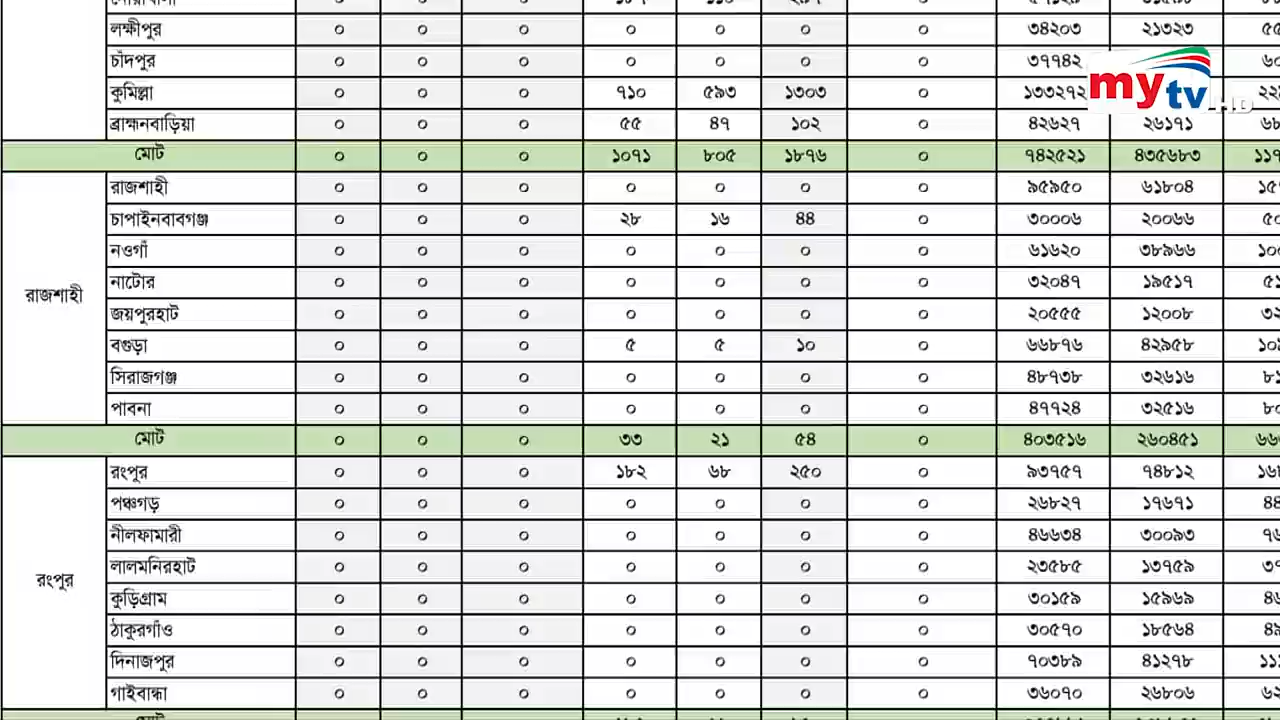 লক্ষীপুর ০ ০ ০ ০ ০ ০ ০ ৩৪২০৩ ২১৩২৩
চাঁদপুর ০ ০ ০ ০ ০ ০ ০ ৩৭৭৪২
my tv HD
কুমিল্লা ০ ০ ০ ৭১০ ৫৯৩ ১৩০৩ ০ ১৩৩২৭২
ব্রাহ্মনবাড়িয়া ০ ০ ০ ৫৫ ৪৭ ১০২ ০ ৪২৬২৭ ২৬১৭১
মোট ০ ০ ০ ১০৭১ ৮০৫ ১৮৭৬ ০ ৭৪২৫২১ ৪৩৫৬৮৩
রাজশাহী
রাজশাহী ০ ০ ০ ০ ০ ০ ০ ৯৫৯৫০ ৬১৮০৪
চাপাইনবাবগঞ্জ ০ ০ ০ ২৮ ১৬ ৪৪ ০ ৩০০০৬ ২০০৬৬
নওগাঁ ০ ০ ০ ০ ০ ০ ০ ৬১৬২০ ৩৮৯৬৬
নাটোর ০ ০ ০ ০ ০ ০ ০ ৩২০৪৭ ১৯৫১৭
জয়পুরহাট ০ ০ ০ ০ ০ ০ ০ ২০৫৫৫ ১২০০৮
বগুড়া ০ ০ ০ ৫ ৫ ১০ ০ ৬৬৮৭৬ ৪২৯৫৮
সিরাজগঞ্জ ০ ০ ০ ০ ০ ০ ০ ৪৮৭৩৮ ৩২৬১৬
পাবনা ০ ০ ০ ০ ০ ০ ০ ৪৭৭২৪ ৩২৫১৬
মোট ০ ০ ০ ৩৩ ২১ ৫৪ ০ ৪০৩৫১৬ ২৬০৪৫১
রংপুর
রংপুর ০ ০ ০ ১৮২ ৬৮ ২৫০ ০ ৯৩৭৫৭ ৭৪৮১২
পঞ্চগড় ০ ০ ০ ০ ০ ০ ০ ২৬৮২৭ ১৭৬৭১
নীলফামারী ০ ০ ০ ০ ০ ০ ০ ৪৬৬৩৪ ৩০০৯৩
লালমনিরহাট ০ ০ ০ ০ ০ ০ ০ ২৩৫৮৫ ১৩৭৫৯
কুড়িগ্রাম ০ ০ ০ ০ ০ ০ ০ ৩০১৫৯ ১৫৯৬৯
ঠাকুরগাঁও ০ ০ ০ ০ ০ ০ ০ ৩০৫৭০ ১৮৫৬৪
দিনাজপুর ০ ০ ০ ০ ০ ০ ০ ৭০৩৮৯ ৪১২৭৮
গাইবান্ধা ০ ০ ০ ০ ০ ০ ০ ৩৬০৭০ ২৬৮০৬